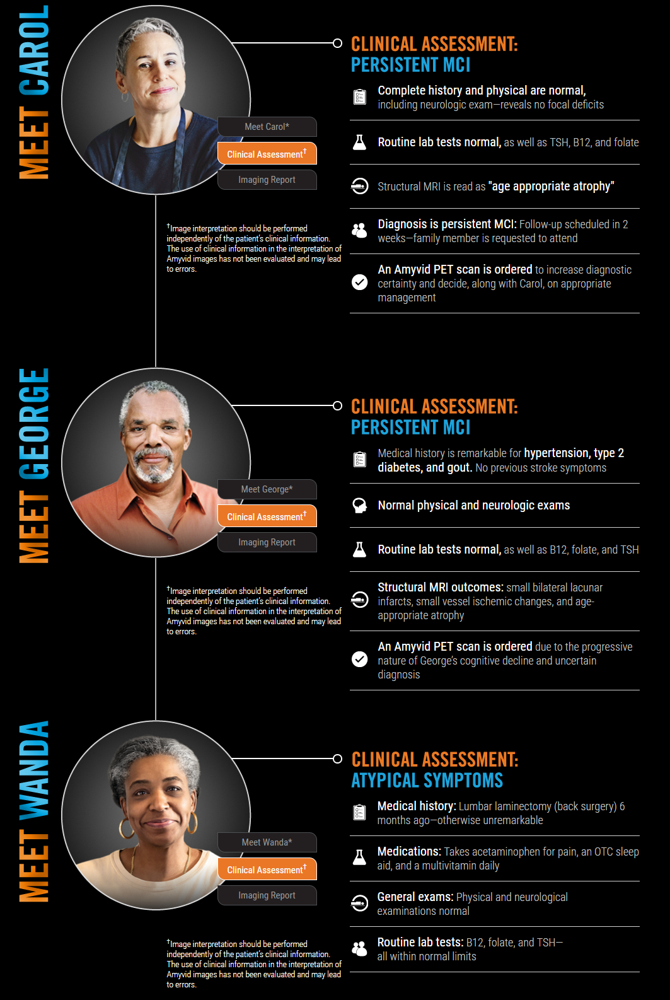 MEET CAROL
CLINICAL ASSESSMENT:
PERSISTENT MCI
Complete history and physical are normal,
including neurologic exam—reveals no focal deficits
Meet Carol*
Clinical Assessment†
Imaging Report
Routine lab tests normal, as well as TSH, B12, and folate
Structural MRI is read as "age appropriate atrophy"
†Image interpretation should be performed
independently of the patient's clinical information.
The use of clinical information in the interpretation of
Amyvid images has not been evaluated and may lead
to errors.
Diagnosis is persistent MCI: Follow-up scheduled in 2
weeks—family member is requested to attend
An Amyvid PET scan is ordered to increase diagnostic
certainty and decide, along with Carol, on appropriate
management
MEET GEORGE
CLINICAL ASSESSMENT:
PERSISTENT MCI
Medical history is remarkable for hypertension, type 2
diabetes, and gout. No previous stroke symptoms
Meet George*
Clinical Assessment†
Imaging Report
Normal physical and neurologic exams
Routine lab tests normal, as well as B12, folate, and TSH
†Image interpretation should be performed
independently of the patient's clinical information.
The use of clinical information in the interpretation of
Amyvid images has not been evaluated and may lead
to errors.
Structural MRI outcomes: small bilateral lacunar
infarcts, small vessel ischemic changes, and age-
appropriate atrophy
An Amyvid PET scan is ordered due to the progressive
nature of George's cognitive decline and uncertain
diagnosis
MEET WANDA
CLINICAL ASSESSMENT:
ATYPICAL SYMPTOMS
Medical history: Lumbar laminectomy (back surgery) 6
months ago—otherwise unremarkable
Meet Wanda*
Clinical Assessment†
Imaging Report
Medications: Takes acetaminophen for pain, an OTC sleep
aid, and a multivitamin daily
General exams: Physical and neurological
examinations normal
Routine lab tests: B12, folate, and TSH—
all within normal limits
†Image interpretation should be performed
independently of the patient's clinical information.
The use of clinical information in the interpretation of
Amyvid images has not been evaluated and may lead
to errors.